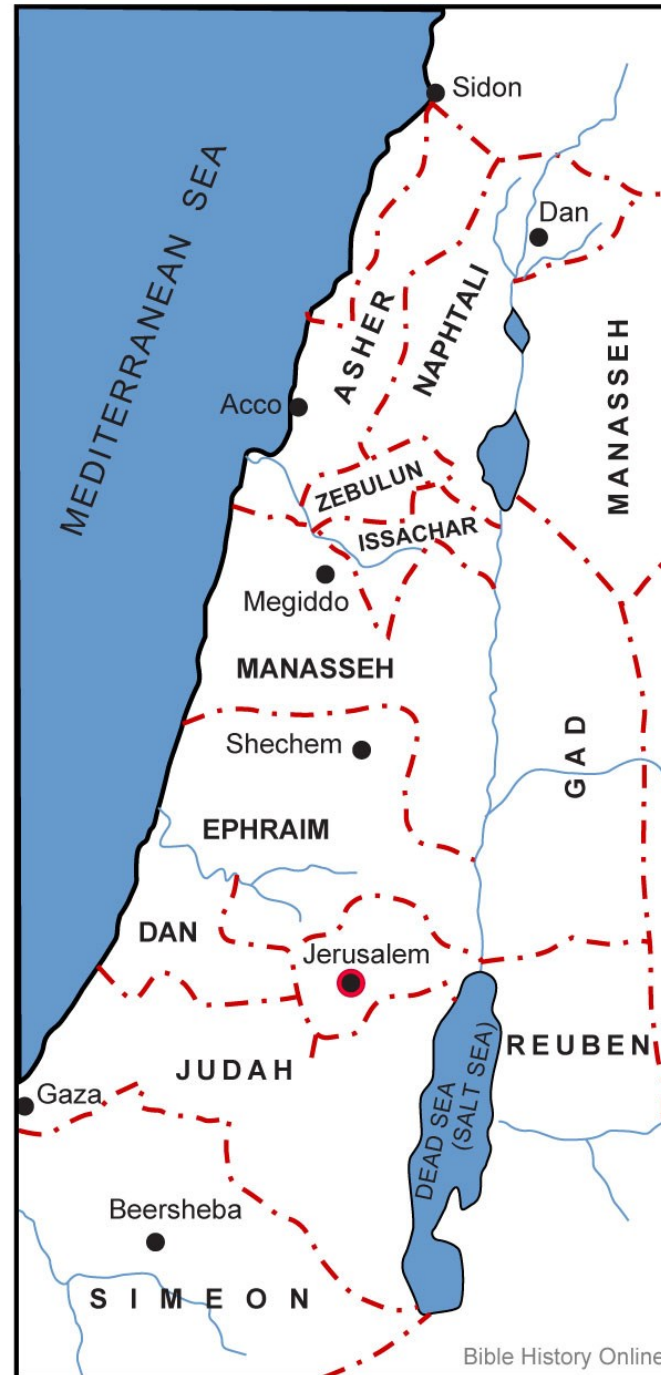 Sidon
MEDITERRANEAN SEA
Dan
ASHER
NAPHTALI
MANASSEH
Acco
ZEBULUN
ISSACHAR
Megiddo
MANASSEH
Shechem
GAD
EPHRAIM
DAN
Jerusalem
REUBEN
JUDAH
DEAD SEA
(SALT SEA)
Gaza
Beersheba
SIMEON
Bible History Online